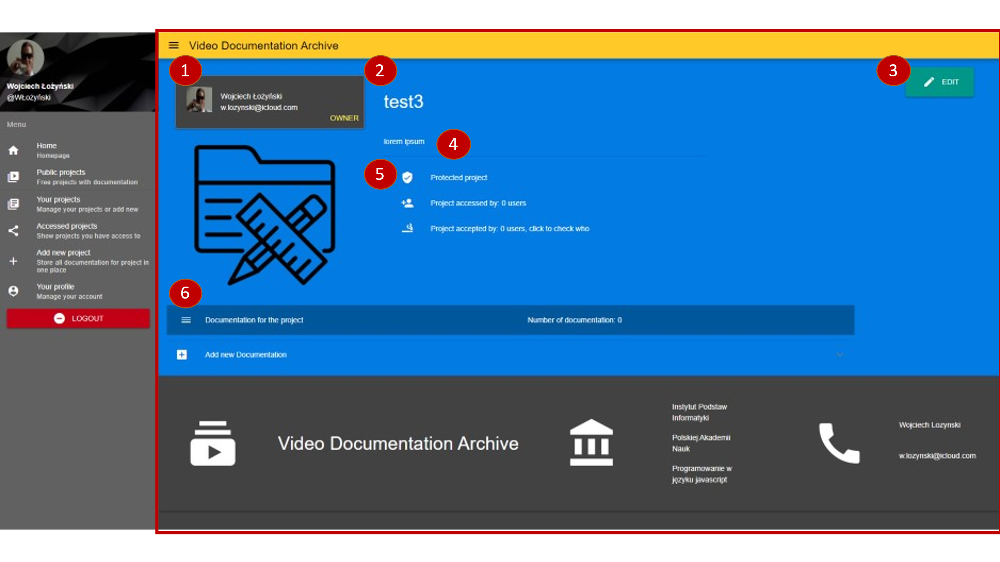 Wojciech Łożyński
@WŁożyński
Menu
Home
Homepage
Public projects
Free projects with documentation
Your projects
Manage your projects or add new
Accessed projects
Show projects you have access to
Add new project
Store all documentation for project in
one place
Your profile
Manage your account
LOGOUT
Video Documentation Archive
1
2
3
Wojciech Łożyński
w.lozynski@icloud.com
OWNER
test3
EDIT
lorem ipsum
4
5
Protected project
Project accessed by: 0 users
Project accepted by: 0 users, click to check who
6
Documentation for the project
Number of documentation: 0
Add new Documentation
Video Documentation Archive
Instytut Podstaw
Informatyki
Polskiej Akademii
Nauk
Programowanie w
języku javascript
Wojciech Lozynski
w.lozynski@icloud.com